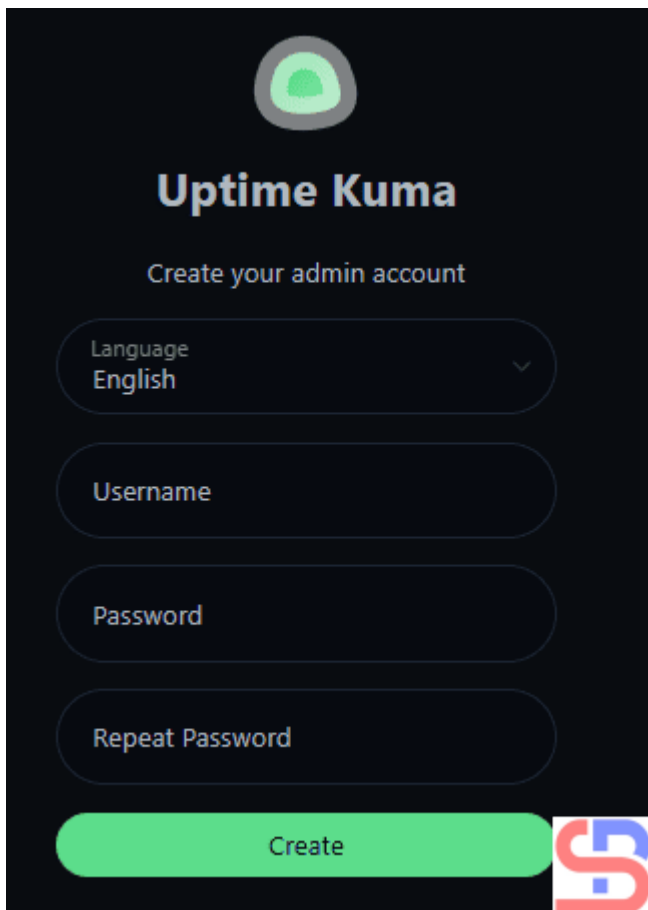 Uptime Kuma
Create your admin account
Language
English
Username
Password
Repeat Password
Create